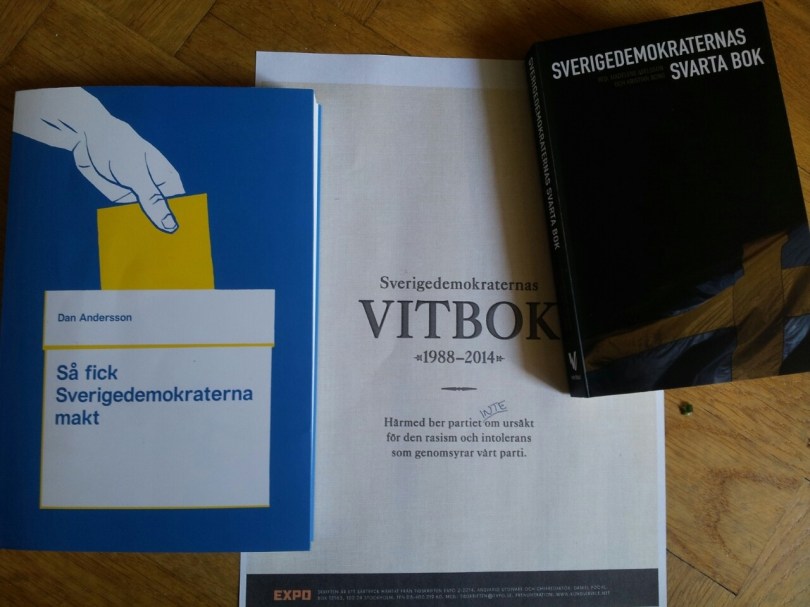 Dan Andersson
Så fick
Sverigedemokraterna
makt
Sverigedemokraternas
VITBOK
1988–2014
INTE
Härmed ber partiet om ursäkt
för den rasism och intolerans
som genomsyrar vårt parti.
EXPO
SVERIGEDEMOKRATERNAS
SVARTA BOK
SVERIGEDEMOKRATERNAS SVARTA BOK